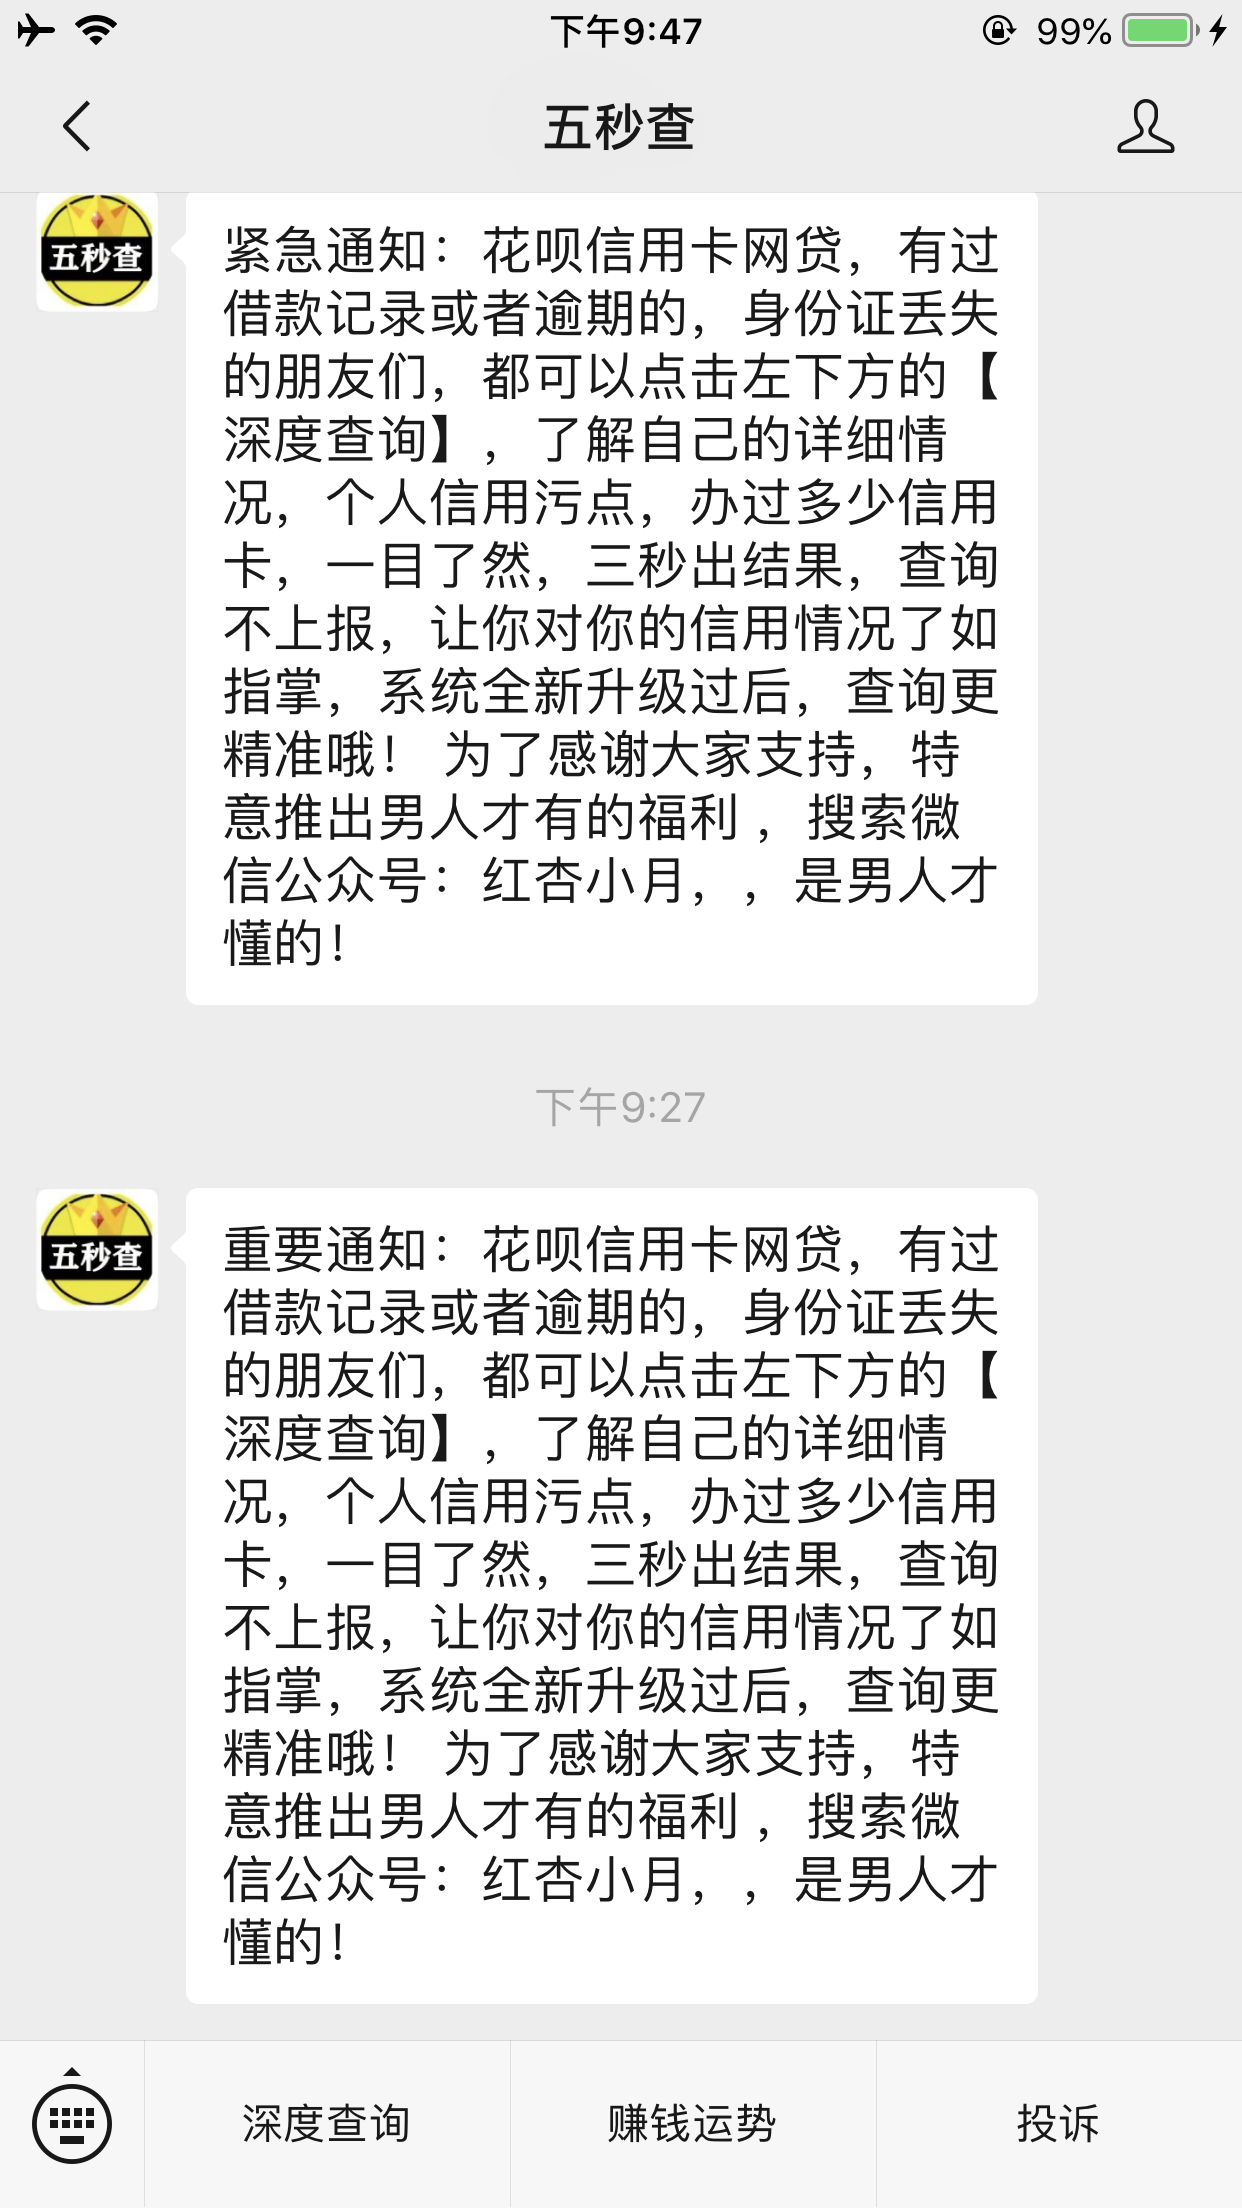 下午9:47
99%
五秒查
五秒查
紧急通知：花呗信用卡网贷，有过
借款记录或者逾期的，身份证丢失
的朋友们，都可以点击左下方的【
深度查询】，了解自己的详细情
况，个人信用污点，办过多少信用
卡，一目了然，三秒出结果，查询
不上报，让你对你的信用情况了如
指掌，系统全新升级过后，查询更
精准哦！ 为了感谢大家支持，特
意推出男人才有的福利 ，搜索微
信公众号：红杏小月，，是男人才
懂的！
下午9:27
五秒查
重要通知：花呗信用卡网贷，有过
借款记录或者逾期的，身份证丢失
的朋友们，都可以点击左下方的【
深度查询】，了解自己的详细情
况，个人信用污点，办过多少信用
卡，一目了然，三秒出结果，查询
不上报，让你对你的信用情况了如
指掌，系统全新升级过后，查询更
精准哦！ 为了感谢大家支持，特
意推出男人才有的福利 ，搜索微
信公众号：红杏小月，，是男人才
懂的！
深度查询
赚钱运势
投诉